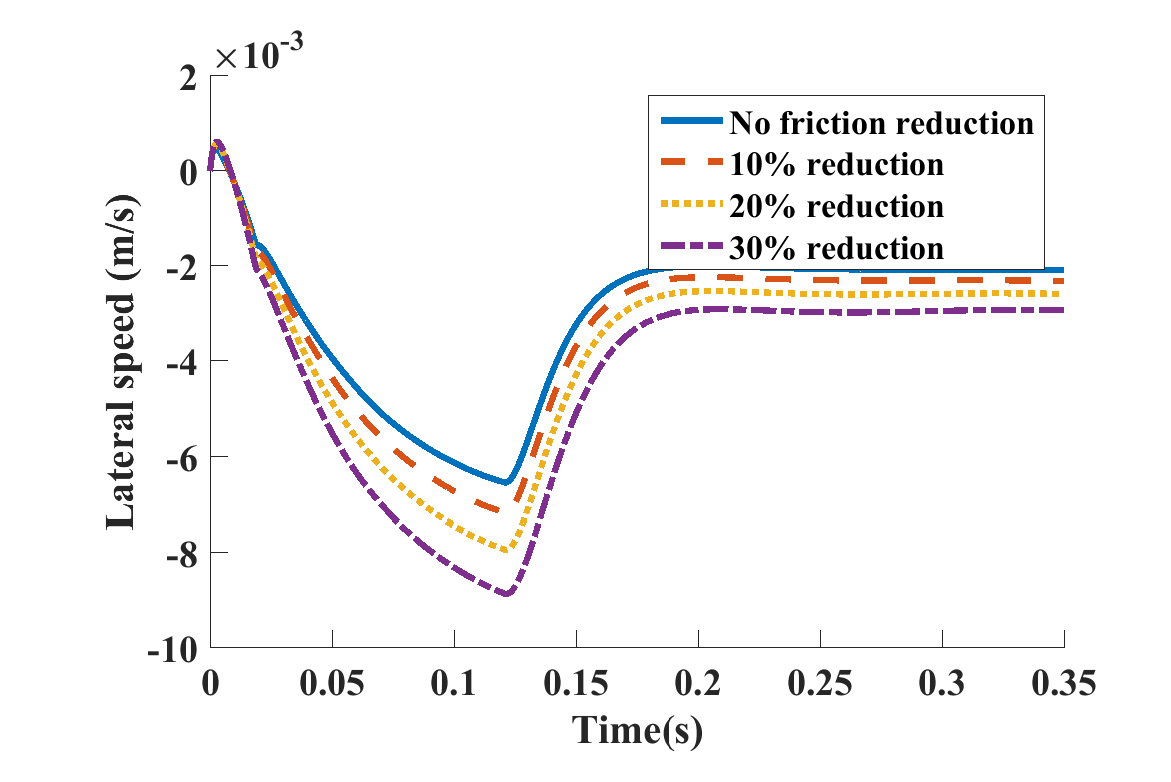 ×10-3
2
0
-2
-4
-6
-8
-10
Lateral speed (m/s)
No friction reduction
10% reduction
20% reduction
30% reduction
0 0.05 0.1 0.15 0.2 0.25 0.3 0.35
Time(s)